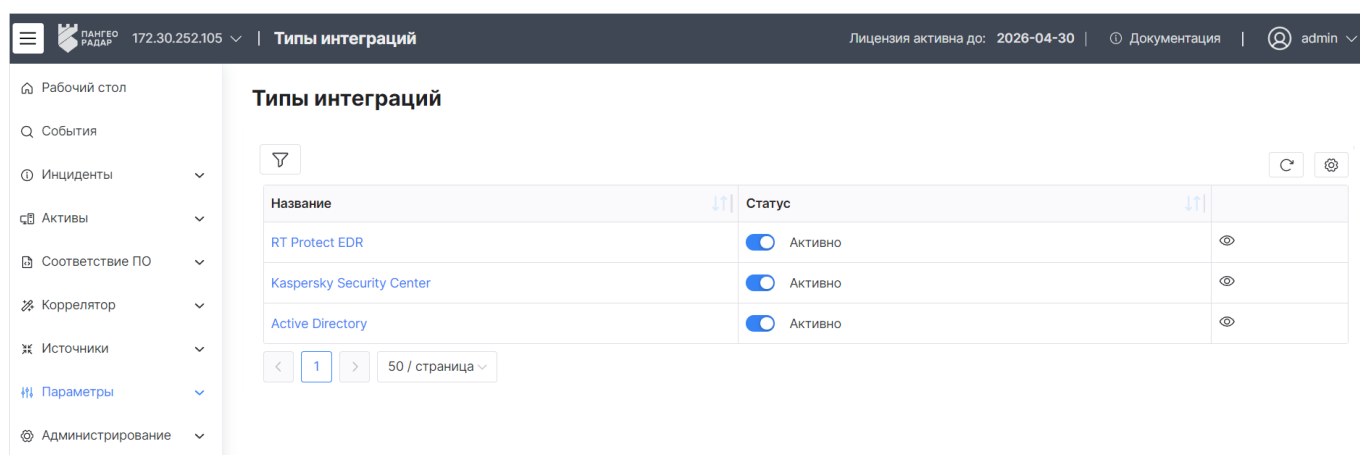 ПАНГЕО РАДАР 172.30.252.105 | Типы интеграций Лицензия активна до: 2026-04-30 | Документация | admin
Рабочий стол
События
Инциденты
Активы
Соответствие ПО
Коррелятор
Источники
Параметры
Администрирование
Типы интеграций
Название Статус
RT Protect EDR Активно
Kaspersky Security Center Активно
Active Directory Активно
< 1 > 50 / страница